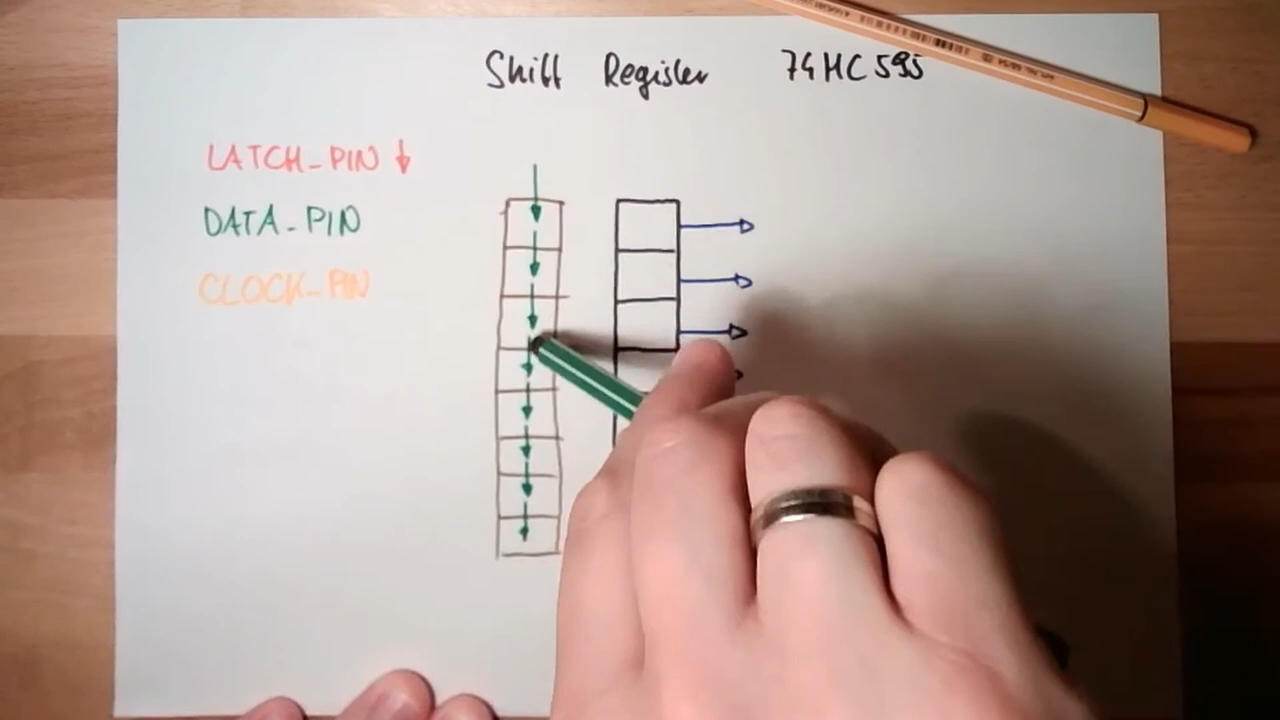 Shift Register 74HC595
LATCH_PIN ↓
DATA_PIN
CLOCK_PIN